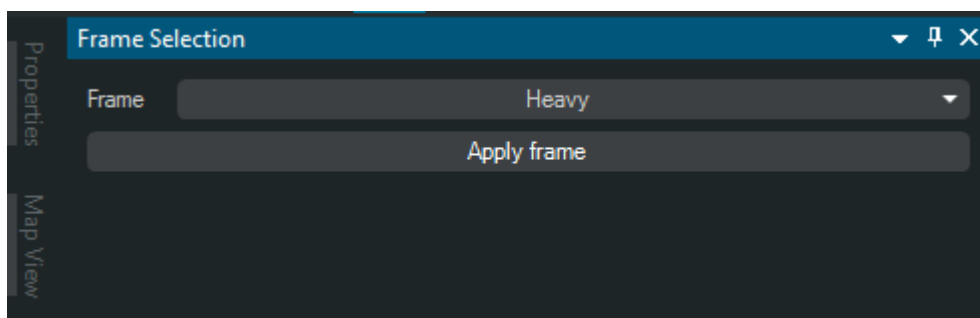 Frame Selection
Properties
Frame
Heavy
Apply frame
Map View